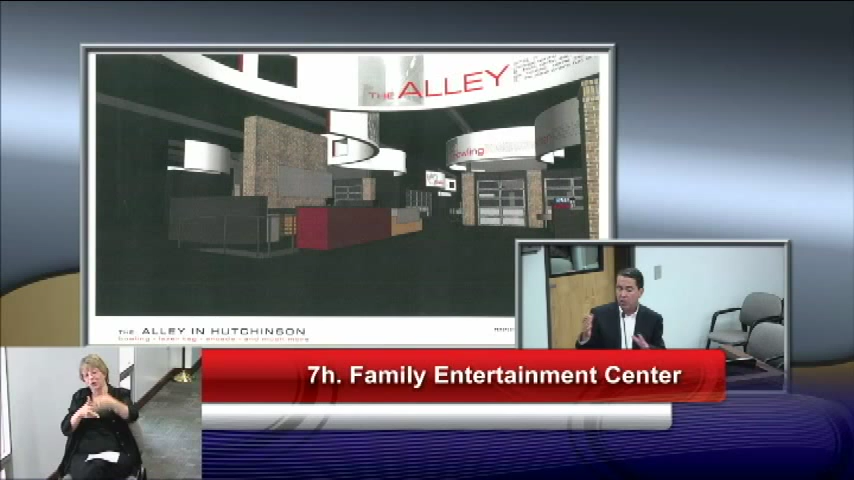 THE ALLEY
bowling
THE ALLEY IN HUTCHINSON
bowling • laser tag • arcade • and much more
7h. Family Entertainment Center